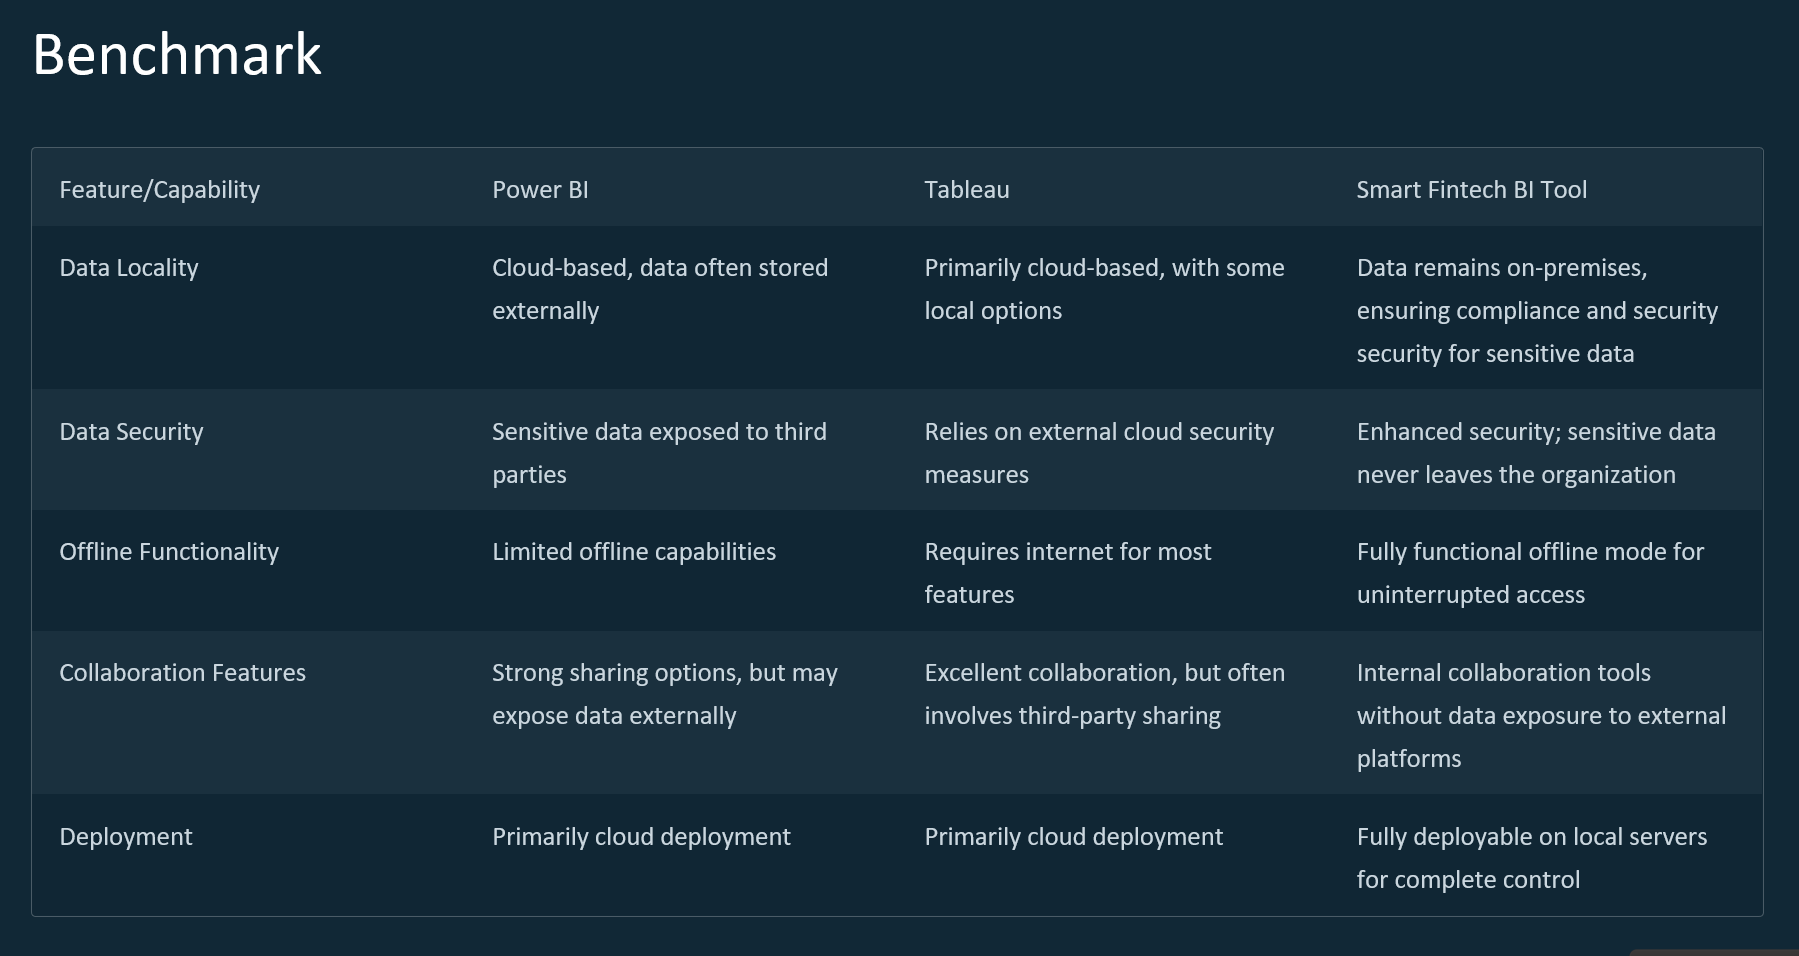 Benchmark
Feature/Capability
Power BI
Tableau
Smart Fintech BI Tool
Data Locality
Cloud-based, data often stored
externally
Primarily cloud-based, with some
local options
Data remains on-premises,
ensuring compliance and security
security for sensitive data
Data Security
Sensitive data exposed to third
parties
Relies on external cloud security
measures
Enhanced security; sensitive data
never leaves the organization
Offline Functionality
Limited offline capabilities
Requires internet for most
features
Fully functional offline mode for
uninterrupted access
Collaboration Features
Strong sharing options, but may
expose data externally
Excellent collaboration, but often
involves third-party sharing
Internal collaboration tools
without data exposure to external
platforms
Deployment
Primarily cloud deployment
Primarily cloud deployment
Fully deployable on local servers
for complete control